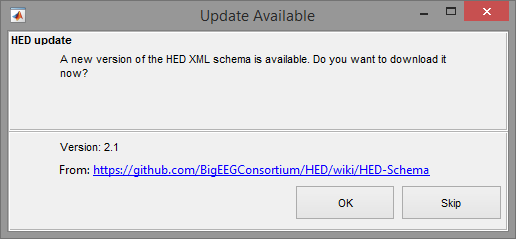 Update Available
HED update
A new version of the HED XML schema is available. Do you want to download it
now?
Version: 2.1
From: https://github.com/BigEEGConsortium/HED/wiki/HED-Schema
OK
Skip